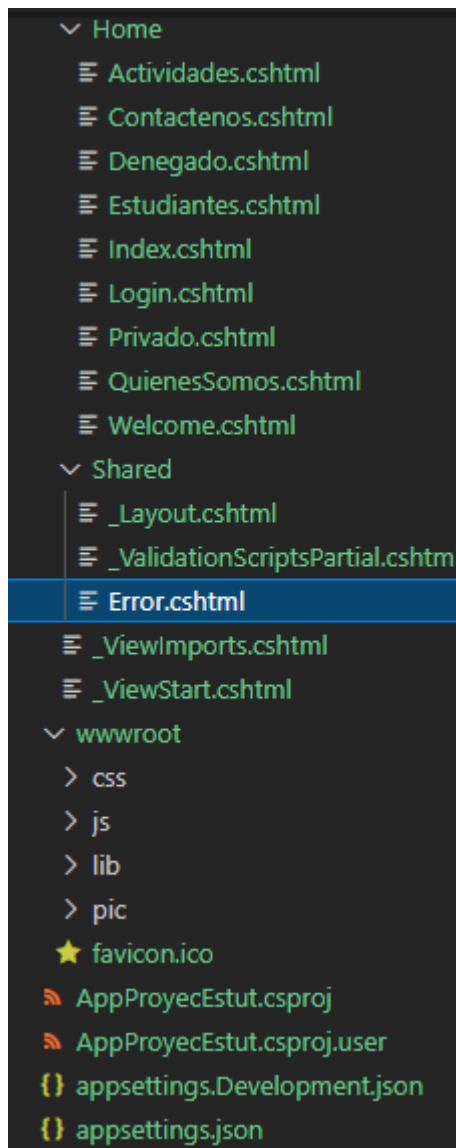 Home
Actividades.cshtml
Contactenos.cshtml
Denegado.cshtml
Estudiantes.cshtml
Index.cshtml
Login.cshtml
Privado.cshtml
QuienesSomos.cshtml
Welcome.cshtml
Shared
_Layout.cshtml
_ValidationScriptsPartial.cshtm
Error.cshtml
_ViewImports.cshtml
_ViewStart.cshtml
wwwroot
css
js
lib
pic
favicon.ico
AppProyecEstut.csproj
AppProyecEstut.csproj.user
{} appsettings.Development.json
{} appsettings.json